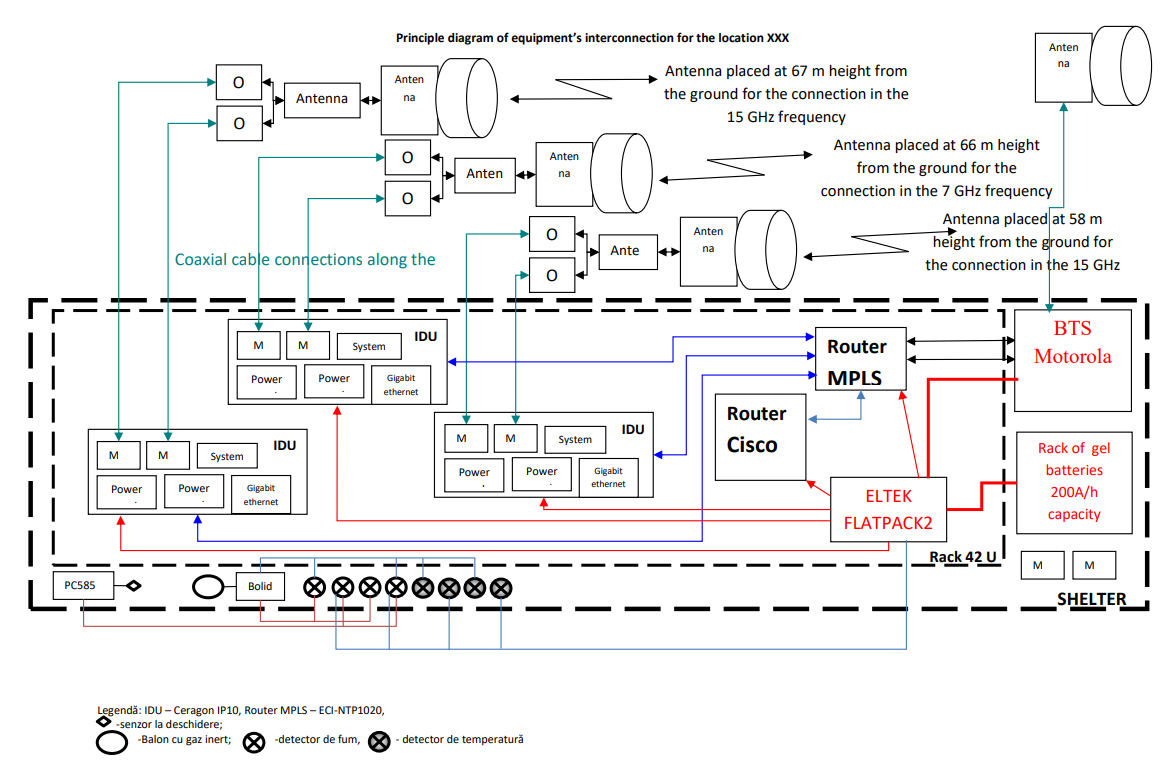 Principle diagram of equipment's interconnection for the location XXX
O
O
Antenna
Anten
na
Antenna placed at 67 m height from
the ground for the connection in the
15 GHz frequency
Anten
na
O
O
Anten
Anten
na
Antenna placed at 66 m height
from the ground for the
connection in the 7 GHz frequency
O
O
Ante
Anten
na
Antenna placed at 58 m
height from the ground for
the connection in the 15 GHz
Coaxial cable connections along the
M
M
System
IDU
Power
Power
Gigabit
ethernet
Router
MPLS
BTS
Motorola
Router
Cisco
M
M
System
IDU
Power
Power
Gigabit
ethernet
M
M
System
IDU
Power
Power
Gigabit
ethernet
ELTEK
FLATPACK2
Rack of gel
batteries
200A/h
capacity
Rack 42 U
PC585
Bolid
M
M
SHELTER
Legendă: IDU – Ceragon IP10, Router MPLS – ECI-NTP1020,
-senzor la deschidere;
-Balon cu gaz inert; -detector de fum, - detector de temperatură